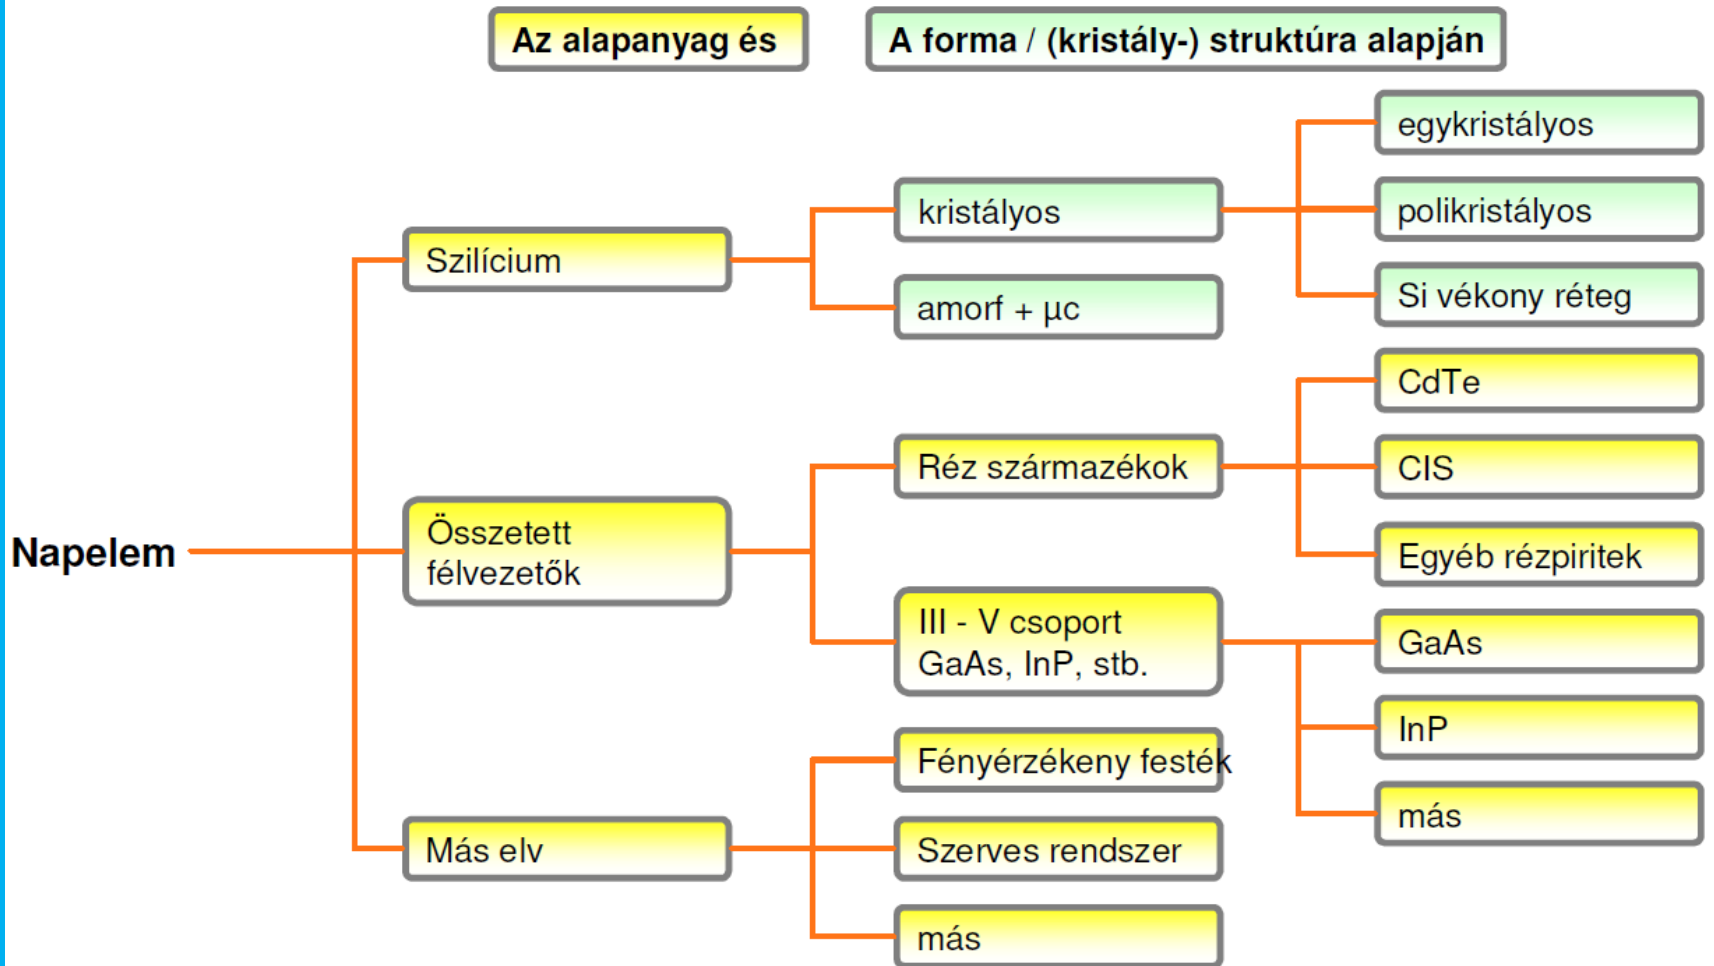 Az alapanyag és
A forma / (kristály-) struktúra alapján
Napelem
Szilícium
kristályos
egykristályos
polikristályos
Si vékony réteg
amorf + µc
Összetett
félvezetők
Réz származékok
CdTe
CIS
Egyéb rézpiritek
III - V csoport
GaAs, InP, stb.
GaAs
InP
más
Más elv
Fényérzékeny festék
Szerves rendszer
más